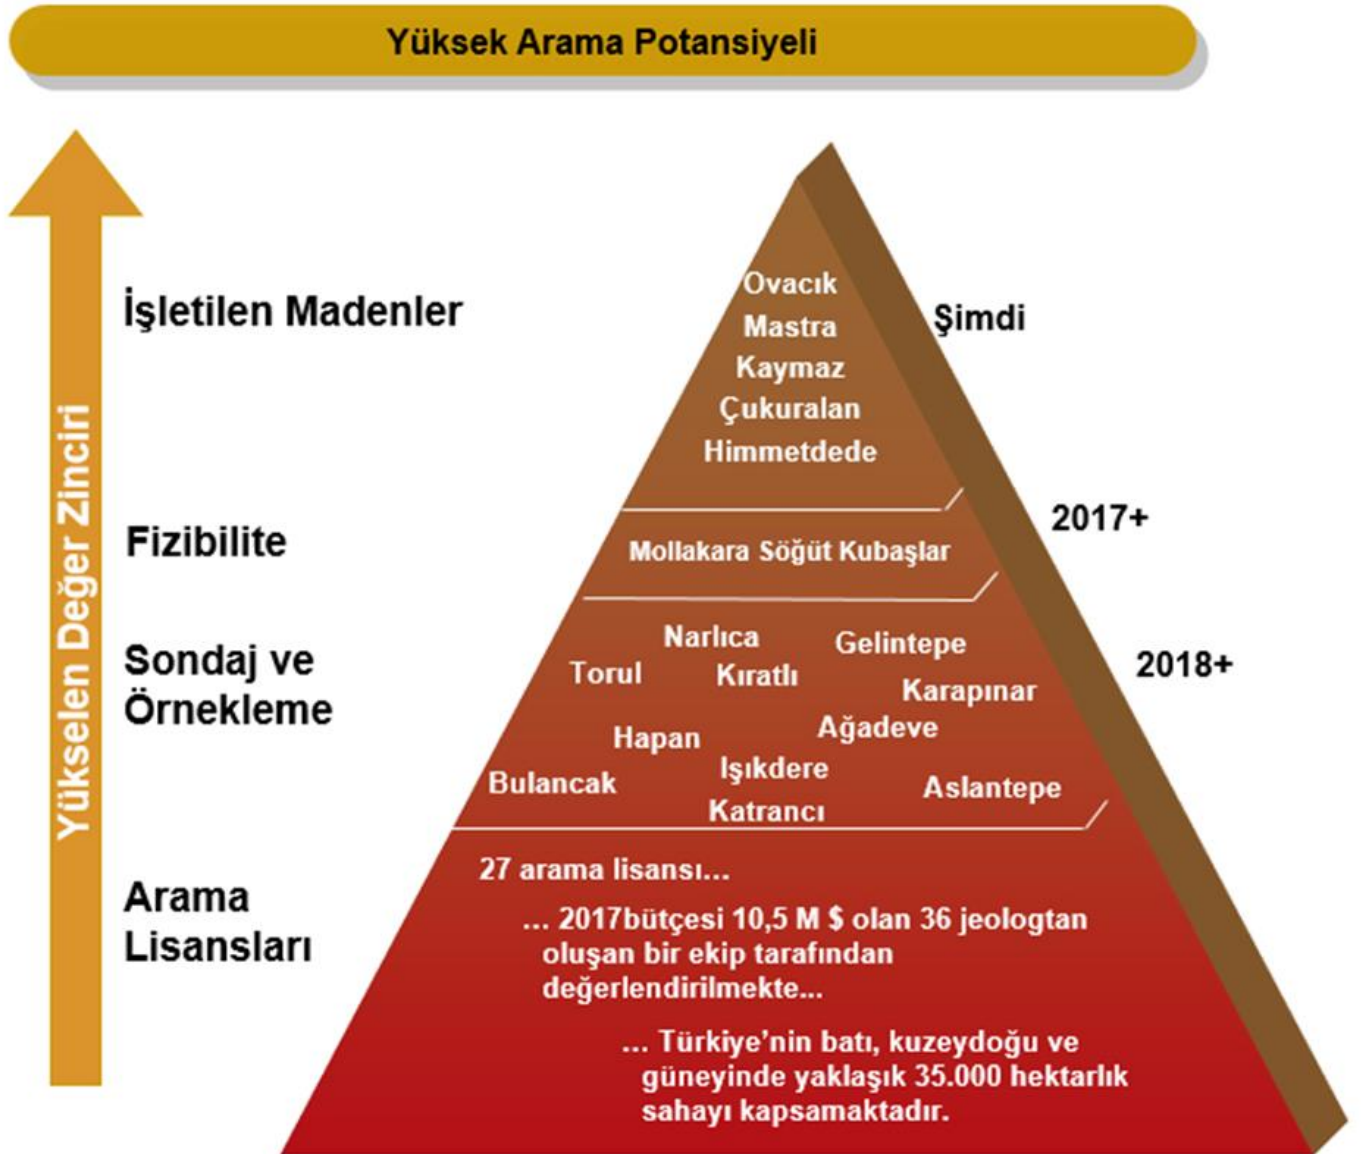 Yüksek Arama Potansiyeli
Yükselen Değer Zinciri
İşletilen Madenler
Ovacık
Mastra
Kaymaz
Çukuralan
Himmetdede
Şimdi
Fizibilite
Mollakara Söğüt Kubaşlar
2017+
Sondaj ve
Örnekleme
Narlıca
Gelintepe
Torul
Kıratlı
Karapınar
Hapan
Ağadeve
Bulancak
Işıkdere
Aslantepe
Katrancı
2018+
Arama
Lisansları
27 arama lisansı...
... 2017bütçesi 10,5 M $ olan 36 jeologtan
oluşan bir ekip tarafından
değerlendirilmekte...
... Türkiye’nin batı, kuzeydoğu ve
güneyinde yaklaşık 35.000 hektarlık
sahayı kapsamaktadır.